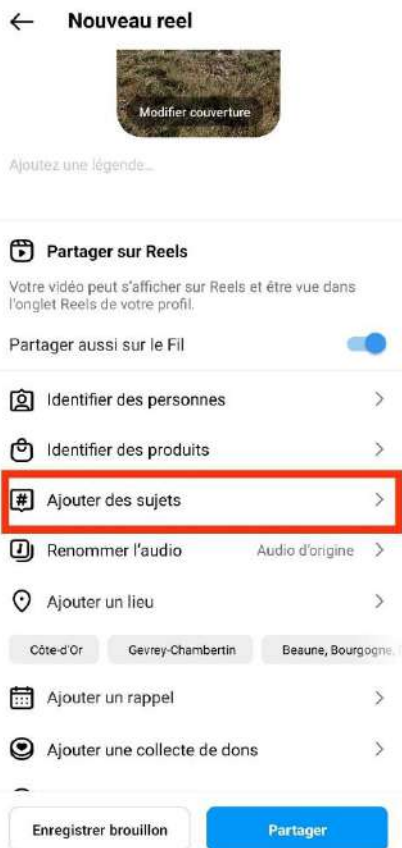 Nouveau reel
Modifier couverture
Ajoutez une légende...
Partager sur Reels
Votre vidéo peut s'afficher sur Reels et être vue dans
l'onglet Reels de votre profil.
Partager aussi sur le Fil
Identifier des personnes
Identifier des produits
# Ajouter des sujets
Renommer l'audio Audio d'origine
Ajouter un lieu
Côte-d'Or Gevrey-Chambertin Beaune, Bourgogne,
Ajouter un rappel
Ajouter une collecte de dons
Enregistrer brouillon Partager